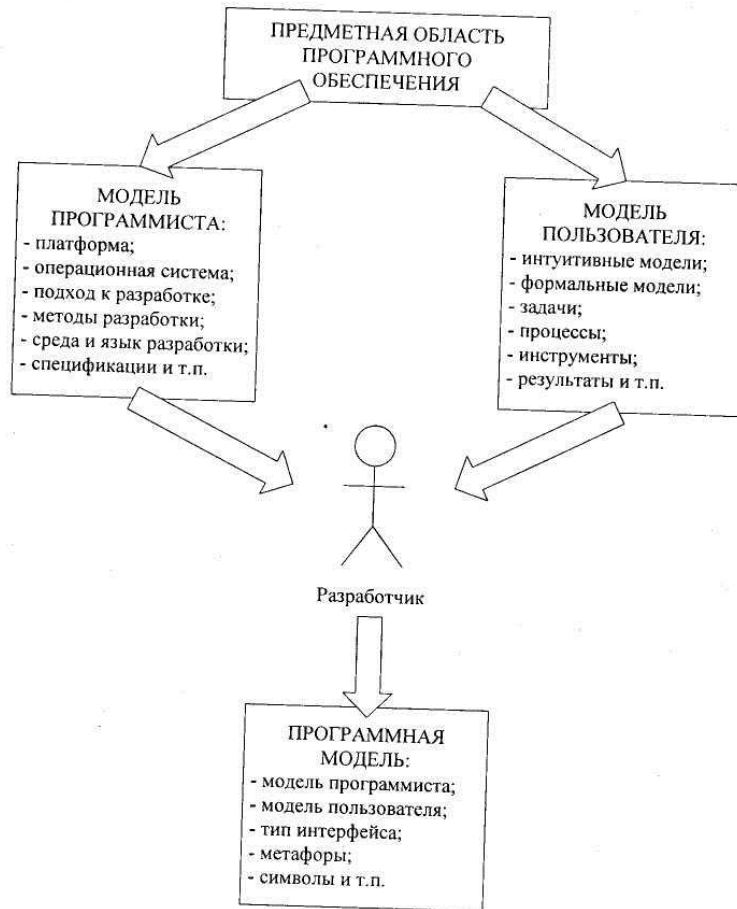 ПРЕДМЕТНАЯ ОБЛАСТЬ
ПРОГРАММНОГО
ОБЕСПЕЧЕНИЯ
МОДЕЛЬ
ПРОГРАММИСТА:
- платформа;
- операционная система;
- подход к разработке;
- методы разработки;
- среда и язык разработки;
- спецификации и т.п.
МОДЕЛЬ
ПОЛЬЗОВАТЕЛЯ:
- интуитивные модели;
- формальные модели;
- задачи;
- процессы;
- инструменты;
- результаты и т.п.
Разработчик
ПРОГРАММНАЯ
МОДЕЛЬ:
- модель программиста;
- модель пользователя;
- тип интерфейса;
- метафоры;
- символы и т.п.